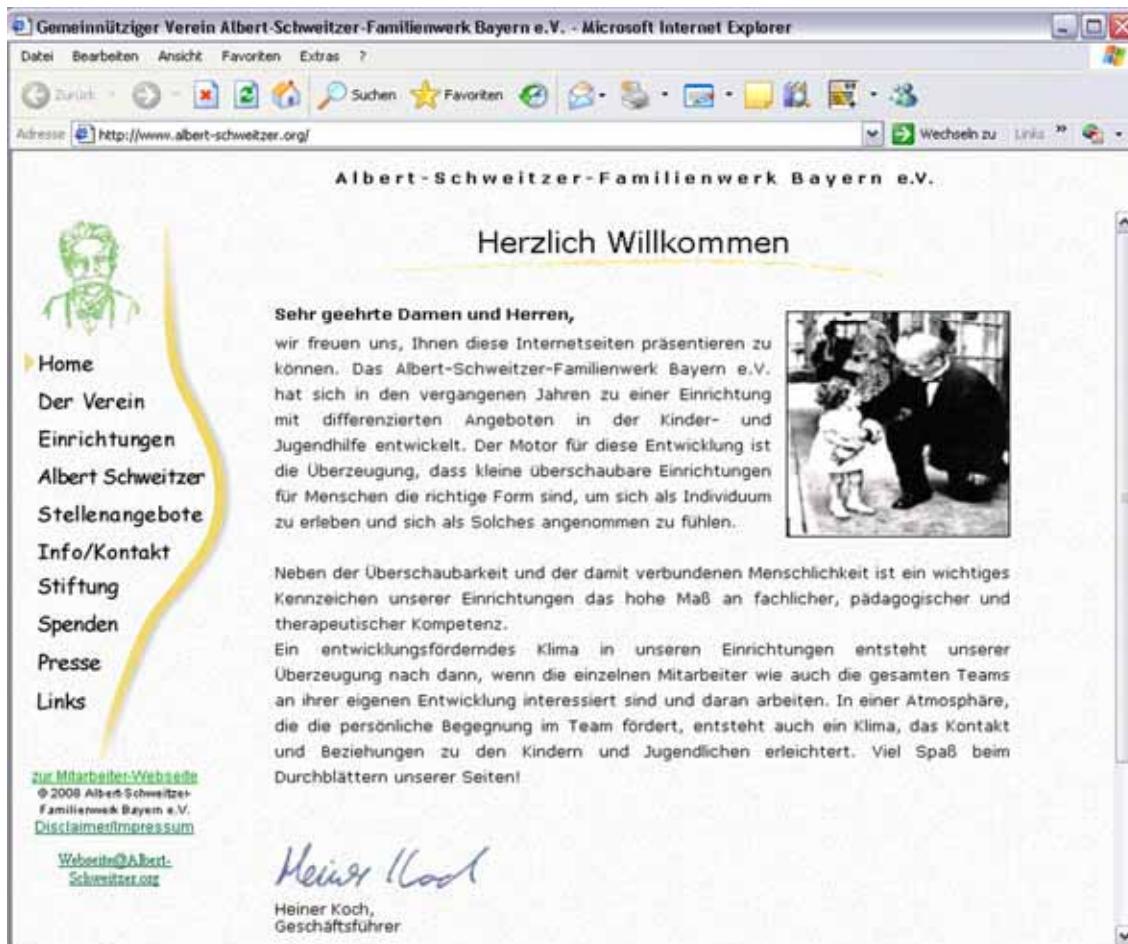 Gemeinnütziger Verein Albert-Schweitzer-Familienwerk Bayern e.V. - Microsoft Internet Explorer
Datei Bearbeiten Ansicht Favoriten Extras ?
Zurück Suchen Favoriten
Adresse http://www.albert-schweitzer.org/ Wechseln zu Links »
Albert-Schweitzer-Familienwerk Bayern e.V.
Herzlich Willkommen
Home
Der Verein
Einrichtungen
Albert Schweitzer
Stellenangebote
Info/Kontakt
Stiftung
Spenden
Presse
Links
zur Mitarbeiter-Webseite
© 2008 Albert-Schweitzer-
Familienwerk Bayern e.V.
Disclaimer/Impressum
Webseite@Albert-
Schweitzer.org
Sehr geehrte Damen und Herren,
wir freuen uns, Ihnen diese Internetseiten präsentieren zu
können. Das Albert-Schweitzer-Familienwerk Bayern e.V.
hat sich in den vergangenen Jahren zu einer Einrichtung
mit differenzierten Angeboten in der Kinder- und
Jugendhilfe entwickelt. Der Motor für diese Entwicklung ist
die Überzeugung, dass kleine überschaubare Einrichtungen
für Menschen die richtige Form sind, um sich als Individuum
zu erleben und sich als Solches angenommen zu fühlen.
Neben der Überschaubarkeit und der damit verbundenen Menschlichkeit ist ein wichtiges
Kennzeichen unserer Einrichtungen das hohe Maß an fachlicher, pädagogischer und
therapeutischer Kompetenz.
Ein entwicklungsförderndes Klima in unseren Einrichtungen entsteht unserer
Überzeugung nach dann, wenn die einzelnen Mitarbeiter wie auch die gesamten Teams
an ihrer eigenen Entwicklung interessiert sind und daran arbeiten. In einer Atmosphäre,
die die persönliche Begegnung im Team fördert, entsteht auch ein Klima, das Kontakt
und Beziehungen zu den Kindern und Jugendlichen erleichtert. Viel Spaß beim
Durchblättern unserer Seiten!
Heiner Koch
Heiner Koch,
Geschäftsführer